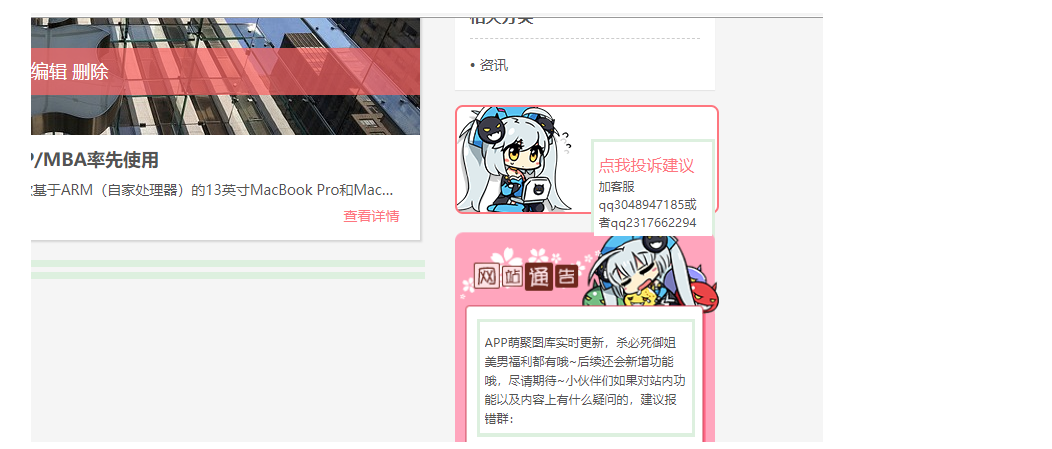 相关分类
• 资讯
编辑 删除
P/MBA率先使用
基于ARM（自家处理器）的13英寸MacBook Pro和Mac...
查看详情
点我投诉建议
加客服
qq3048947185或
者qq2317662294
网站通告
APP萌聚图库实时更新，杀必死御姐
美男福利都有哦~后续还会新增功能
哦，尽请期待~小伙伴们如果对站内功
能以及内容上有什么疑问的，建议报
错群：